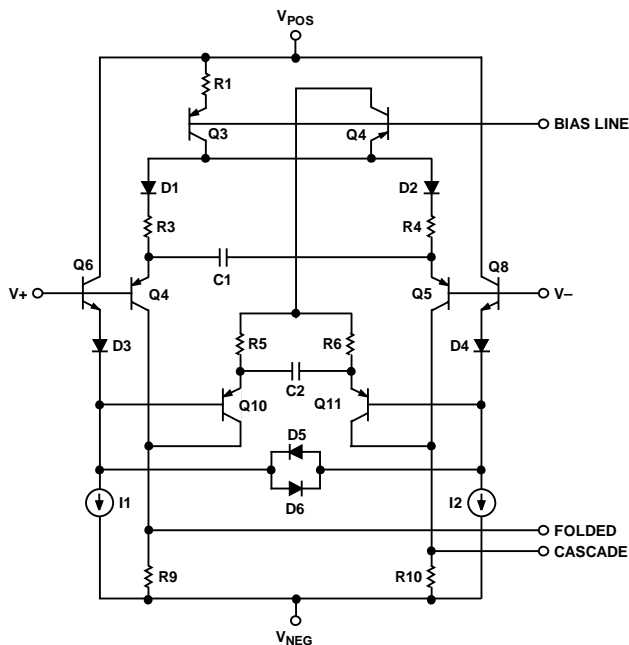 VPOS
R1
Q3
Q4
BIAS LINE
D1
D2
R3
R4
Q6
Q8
C1
V+
Q4
Q5
V–
D3
D4
R5
R6
C2
Q10
Q11
D5
D6
I1
I2
FOLDED
CASCADE
R9
R10
VNEG